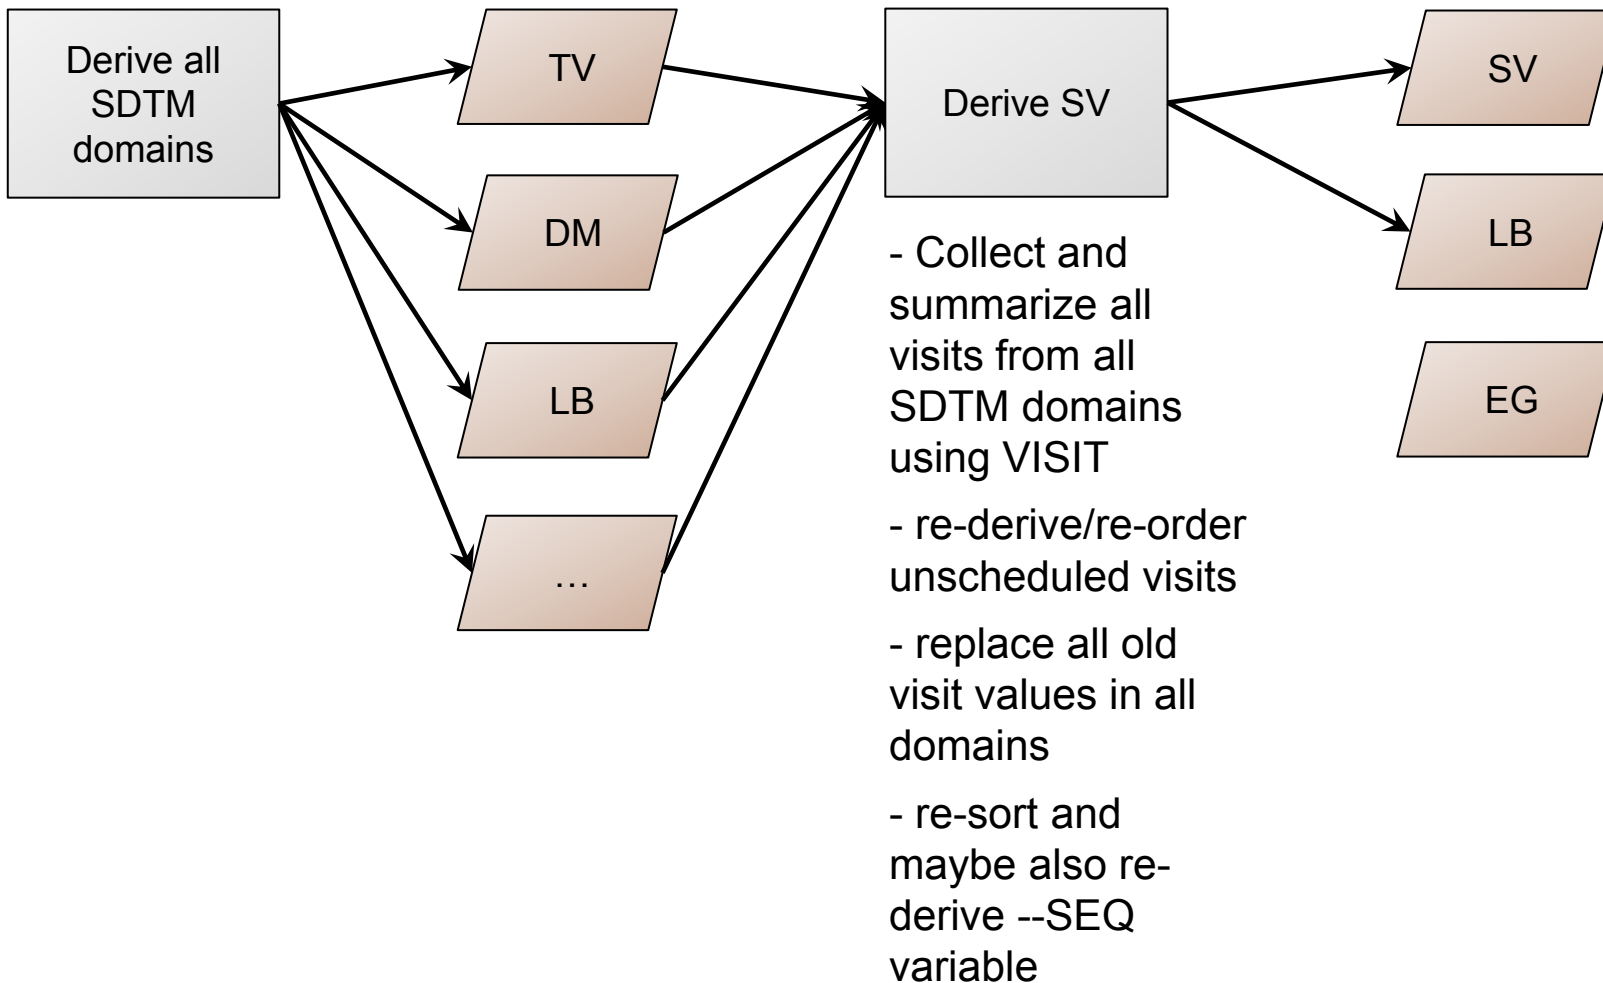 Derive all
SDTM
domains
TV
DM
LB
...
Derive SV
- Collect and
summarize all
visits from all
SDTM domains
using VISIT
- re-derive/re-order
unscheduled visits
- replace all old
visit values in all
domains
- re-sort and
maybe also re-
derive --SEQ
variable
SV
LB
EG